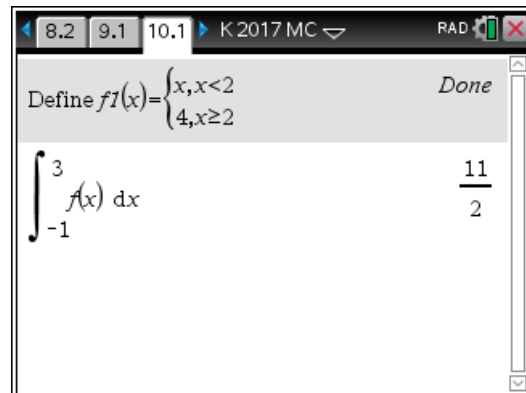 8.2 9.1 10.1 K 2017 MC RAD
Define f1(x)={x,x<2 Done
4,x≥2
∫ 3 -1 f(x) dx 11/2